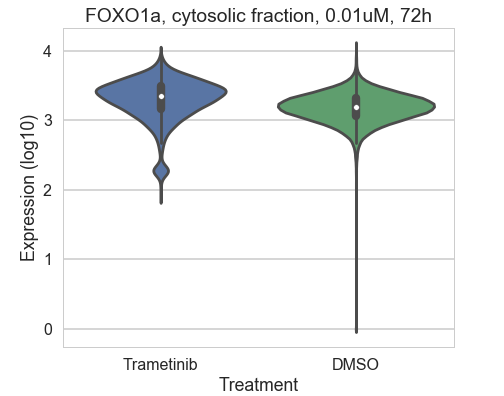 FOXO1a, cytosolic fraction, 0.01uM, 72h
Expression (log10)
4
3
2
1
0
Trametinib DMSO
Treatment